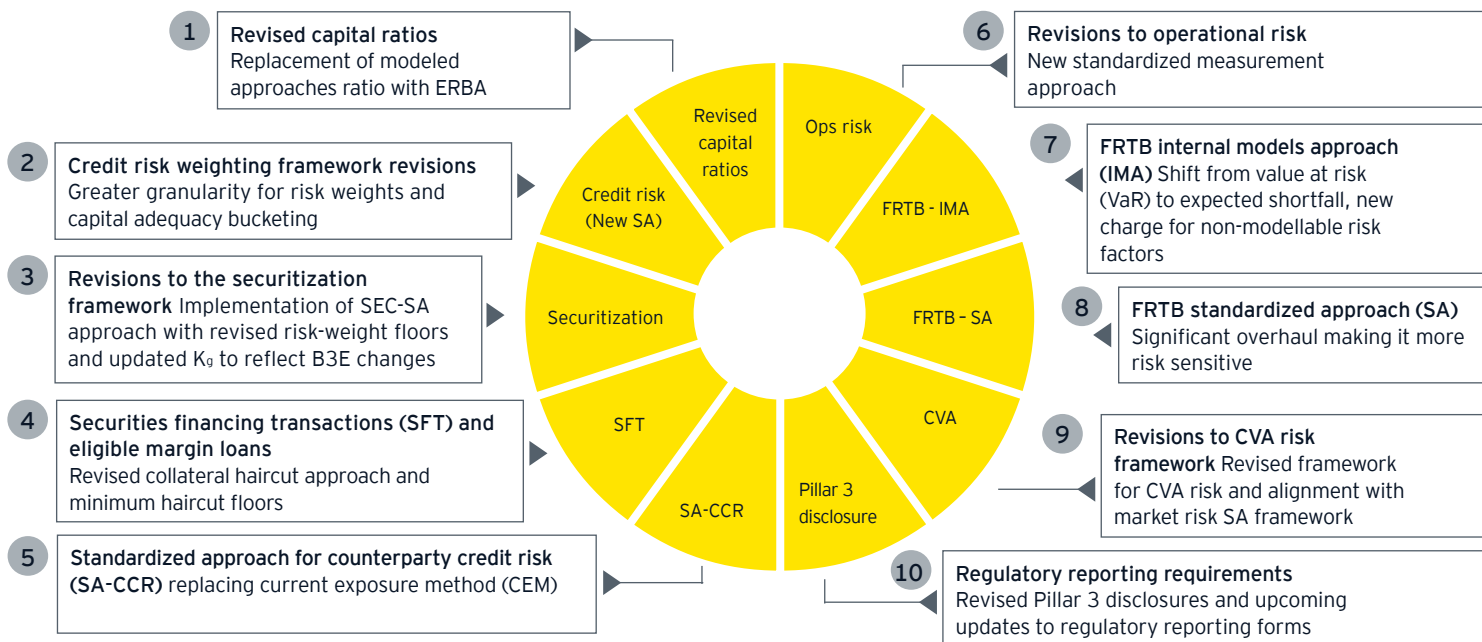 1
Revised capital ratios
Replacement of modeled
approaches ratio with ERBA
2
Credit risk weighting framework revisions
Greater granularity for risk weights and
capital adequacy bucketing
3
Revisions to the securitization
framework Implementation of SEC-SA
approach with revised risk-weight floors
and updated Kg to reflect B3E changes
4
Securities financing transactions (SFT) and
eligible margin loans
Revised collateral haircut approach and
minimum haircut floors
5
Standardized approach for counterparty credit risk
(SA-CCR) replacing current exposure method (CEM)
Revised
capital
ratios
Ops risk
Credit risk
(New SA)
FRTB - IMA
Securitization
FRTB – SA
SFT
CVA
SA-CCR
Pillar 3
disclosure
6
Revisions to operational risk
New standardized measurement
approach
7
FRTB internal models approach
(IMA) Shift from value at risk
(VaR) to expected shortfall, new
charge for non-modellable risk
factors
8
FRTB standardized approach (SA)
Significant overhaul making it more
risk sensitive
9
Revisions to CVA risk
framework Revised framework
for CVA risk and alignment with
market risk SA framework
10
Regulatory reporting requirements
Revised Pillar 3 disclosures and upcoming
updates to regulatory reporting forms